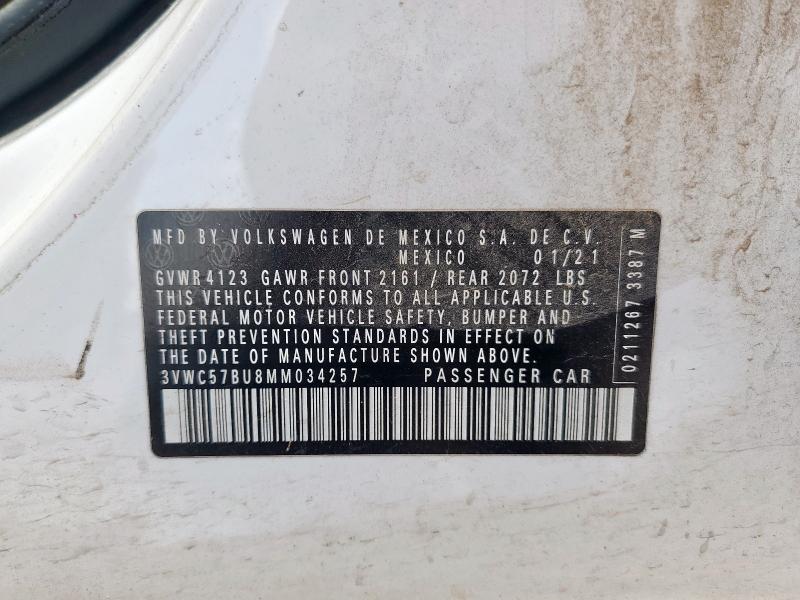 MFD BY VOLKSWAGEN DE MEXICO S.A. DE C.V.
MEXICO 01/21
GVWR 4123 GAWR FRONT 2161 / REAR 2072 LBS
THIS VEHICLE CONFORMS TO ALL APPLICABLE U.S.
FEDERAL MOTOR VEHICLE SAFETY, BUMPER AND
THEFT PREVENTION STANDARDS IN EFFECT ON
THE DATE OF MANUFACTURE SHOWN ABOVE.
3VWC57BU8MM034257 PASSENGER CAR
0211267 3387 M